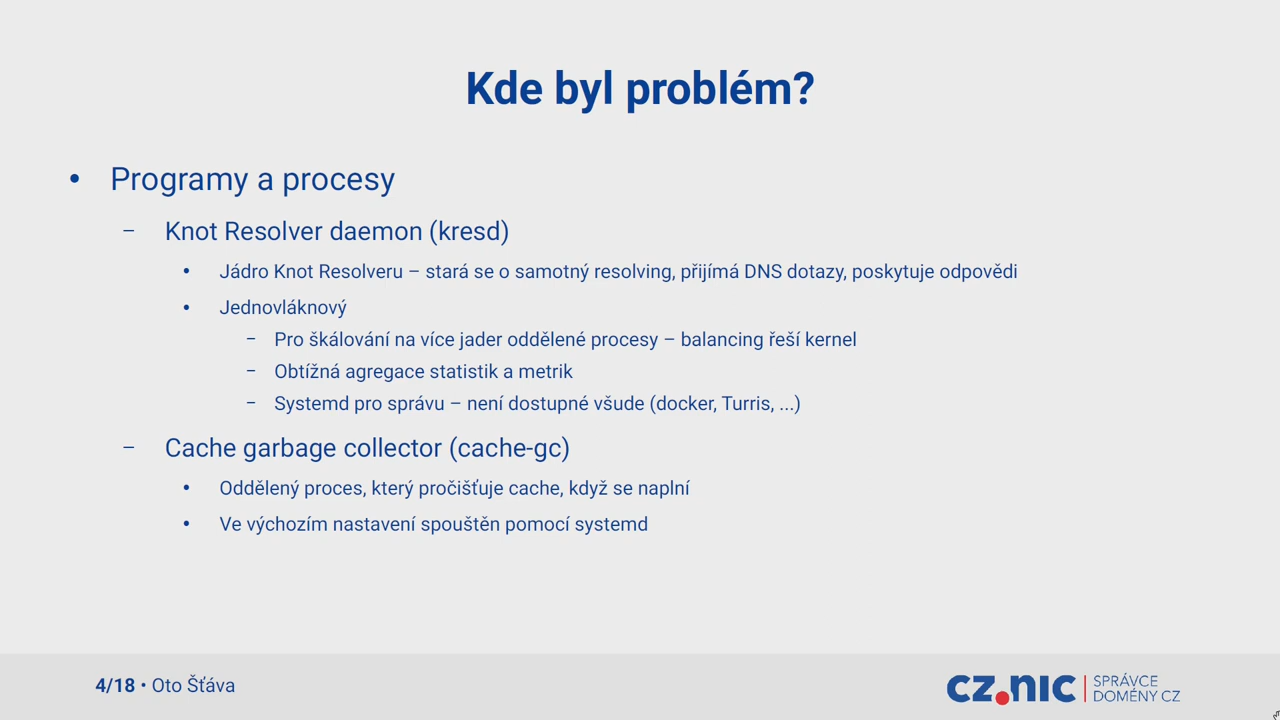 Kde byl problém?
• Programy a procesy
– Knot Resolver daemon (kresd)
• Jádro Knot Resolveru – stará se o samotný resolving, přijímá DNS dotazy, poskytuje odpovědi
• Jednovláknový
– Pro škálování na více jader oddělené procesy – balancing řeší kernel
– Obtížná agregace statistik a metrik
– Systemd pro správu – není dostupné všude (docker, Turris, ...)
– Cache garbage collector (cache-gc)
• Oddělený proces, který pročišťuje cache, když se naplní
• Ve výchozím nastavení spouštěn pomocí systemd
4/18 • Oto Šťáva
CZ.NIC | SPRÁVCE
DOMÉNY CZ